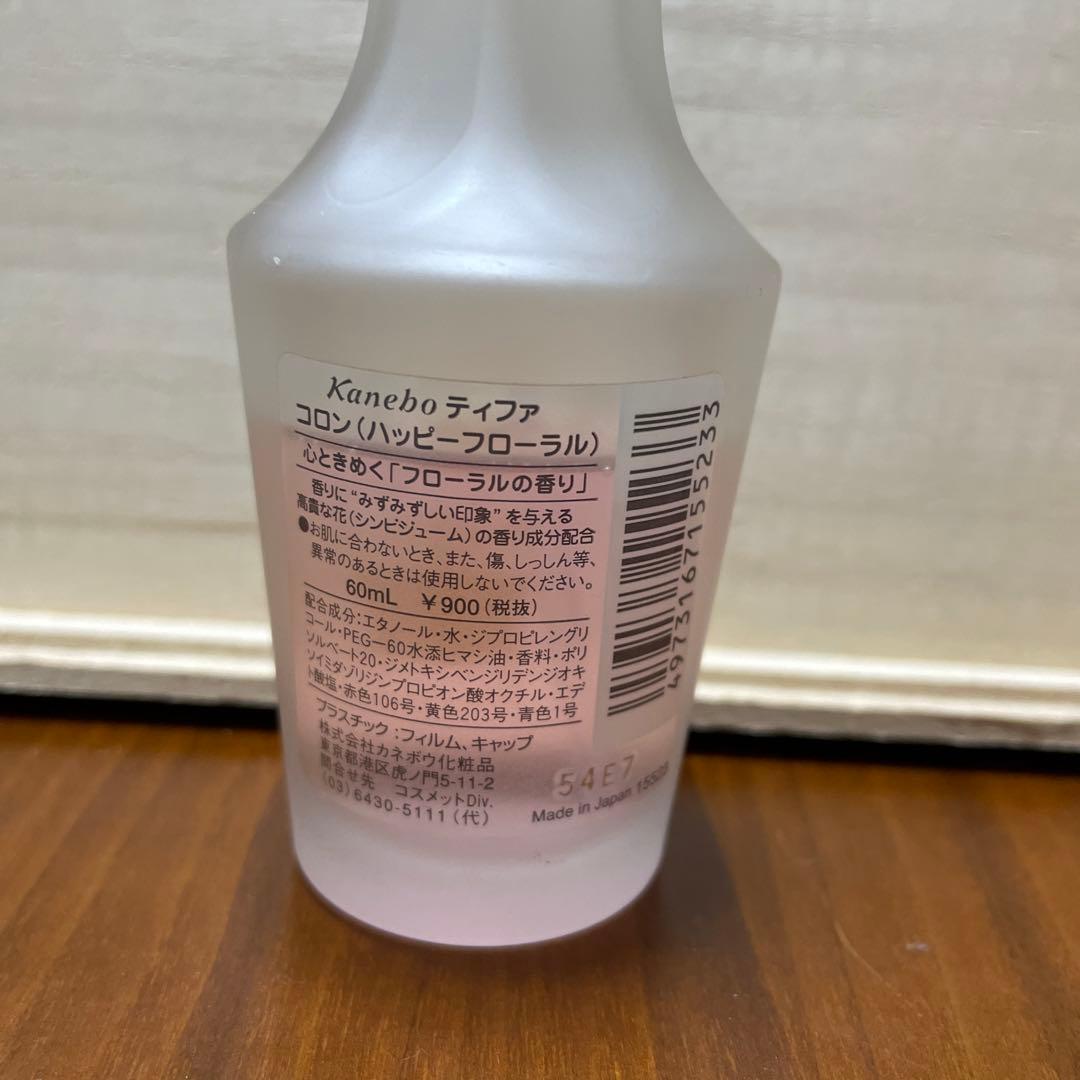 Kanebo ティファ
コロン(ハッピーフローラル)
心ときめく「フローラルの香り」
香りに“みずみずしい印象”を与える
高貴な花(シンビジューム)の香り成分配合
●お肌に合わないとき、また、傷、しっしん等、
異常のあるときは使用しないでください。
60mL ￥900(税抜)
配合成分:エタノール・水・ジプロピレングリ
コール・PEG−60水添ヒマシ油・香料・ポリ
ソルベート20・ジメトキシベンジリデンジオキ
ソイミダゾリジンプロピオン酸オクチル・エデ
ト酸塩・赤色106号・黄色203号・青色1号
プラスチック:フィルム、キャップ
株式会社カネボウ化粧品
東京都港区虎ノ門5-11-2
問合せ先 コスメットDiv.
(03)6430-5111(代)
4973167155233
54E7
Made in Japan